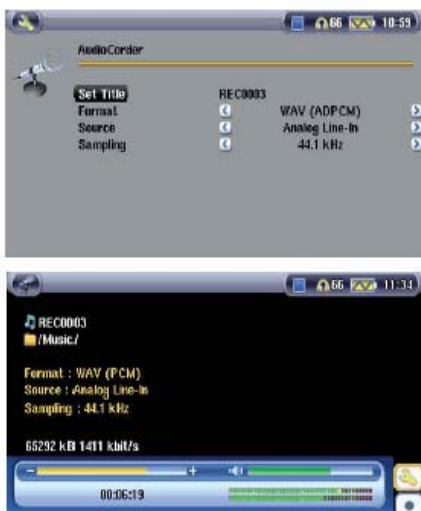 66 10:59
AudioCorder
Set Title REC0003
Format WAV (ADPCM)
Source Analog Line-In
Sampling 44.1 kHz
66 11:34
REC0003
/Music/
Format : WAV (PCM)
Source : Analog Line-In
Sampling : 44.1 kHz
65292 kB 1411 kbit/s
- +
00:06:19